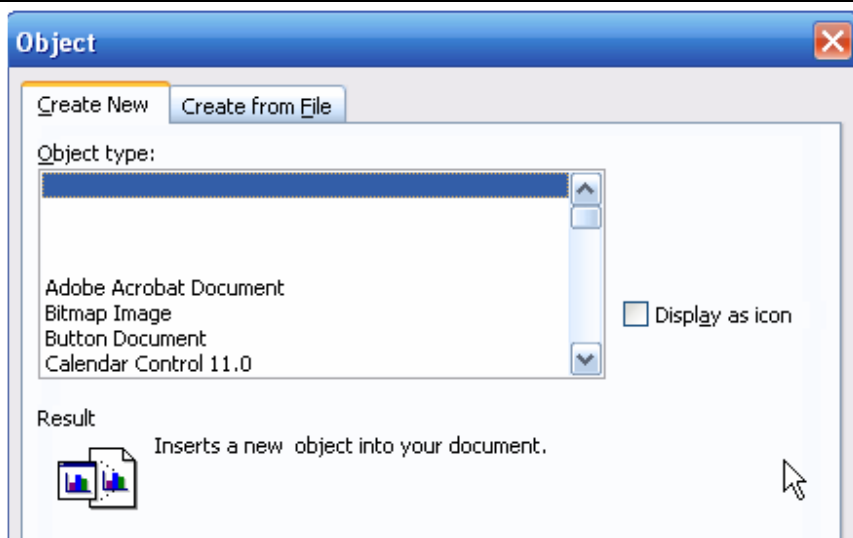 Object
Create New
Create from File
Object type:
Adobe Acrobat Document
Bitmap Image
Button Document
Calendar Control 11.0
Display as icon
Result
Inserts a new  object into your document.